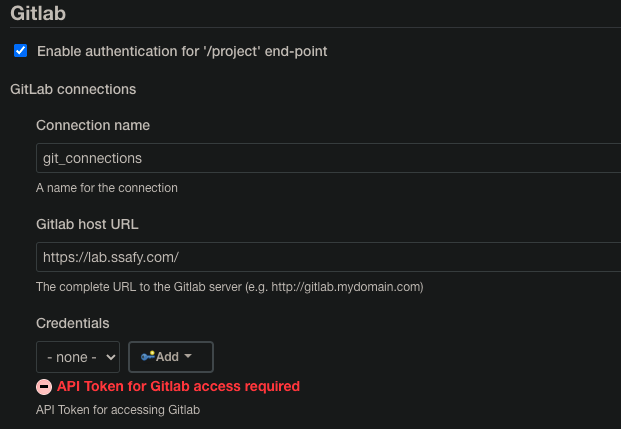 Gitlab
Enable authentication for '/project' end-point
GitLab connections
Connection name
git_connections
A name for the connection
Gitlab host URL
https://lab.ssafy.com/
The complete URL to the Gitlab server (e.g. http://gitlab.mydomain.com)
Credentials
- none - Add
API Token for Gitlab access required
API Token for accessing Gitlab